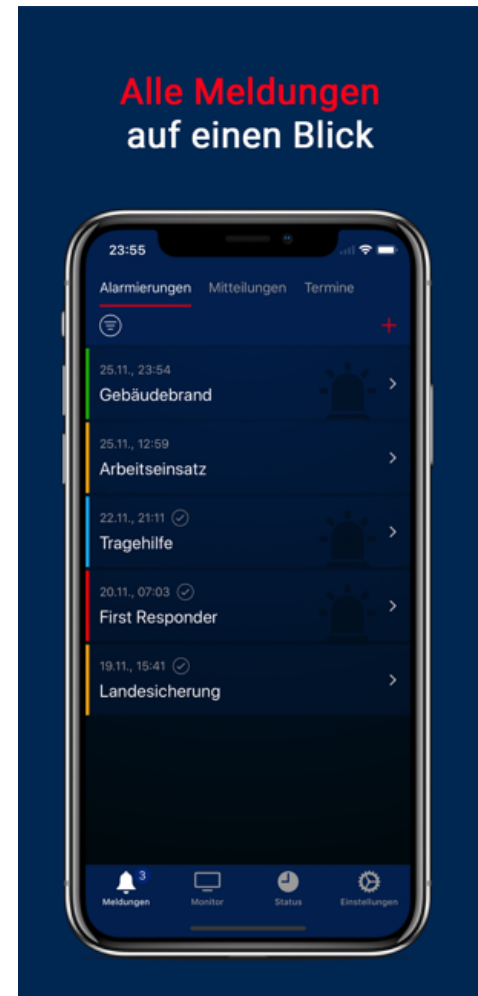 Alle Meldungen
auf einen Blick
23:55
Alarmierungen Mitteilungen Termine
25.11., 23:54
Gebäudebrand
25.11., 12:59
Arbeitseinsatz
22.11., 21:11
Tragehilfe
20.11., 07:03
First Responder
19.11., 15:41
Landesicherung
3
Meldungen Monitor Status Einstellungen